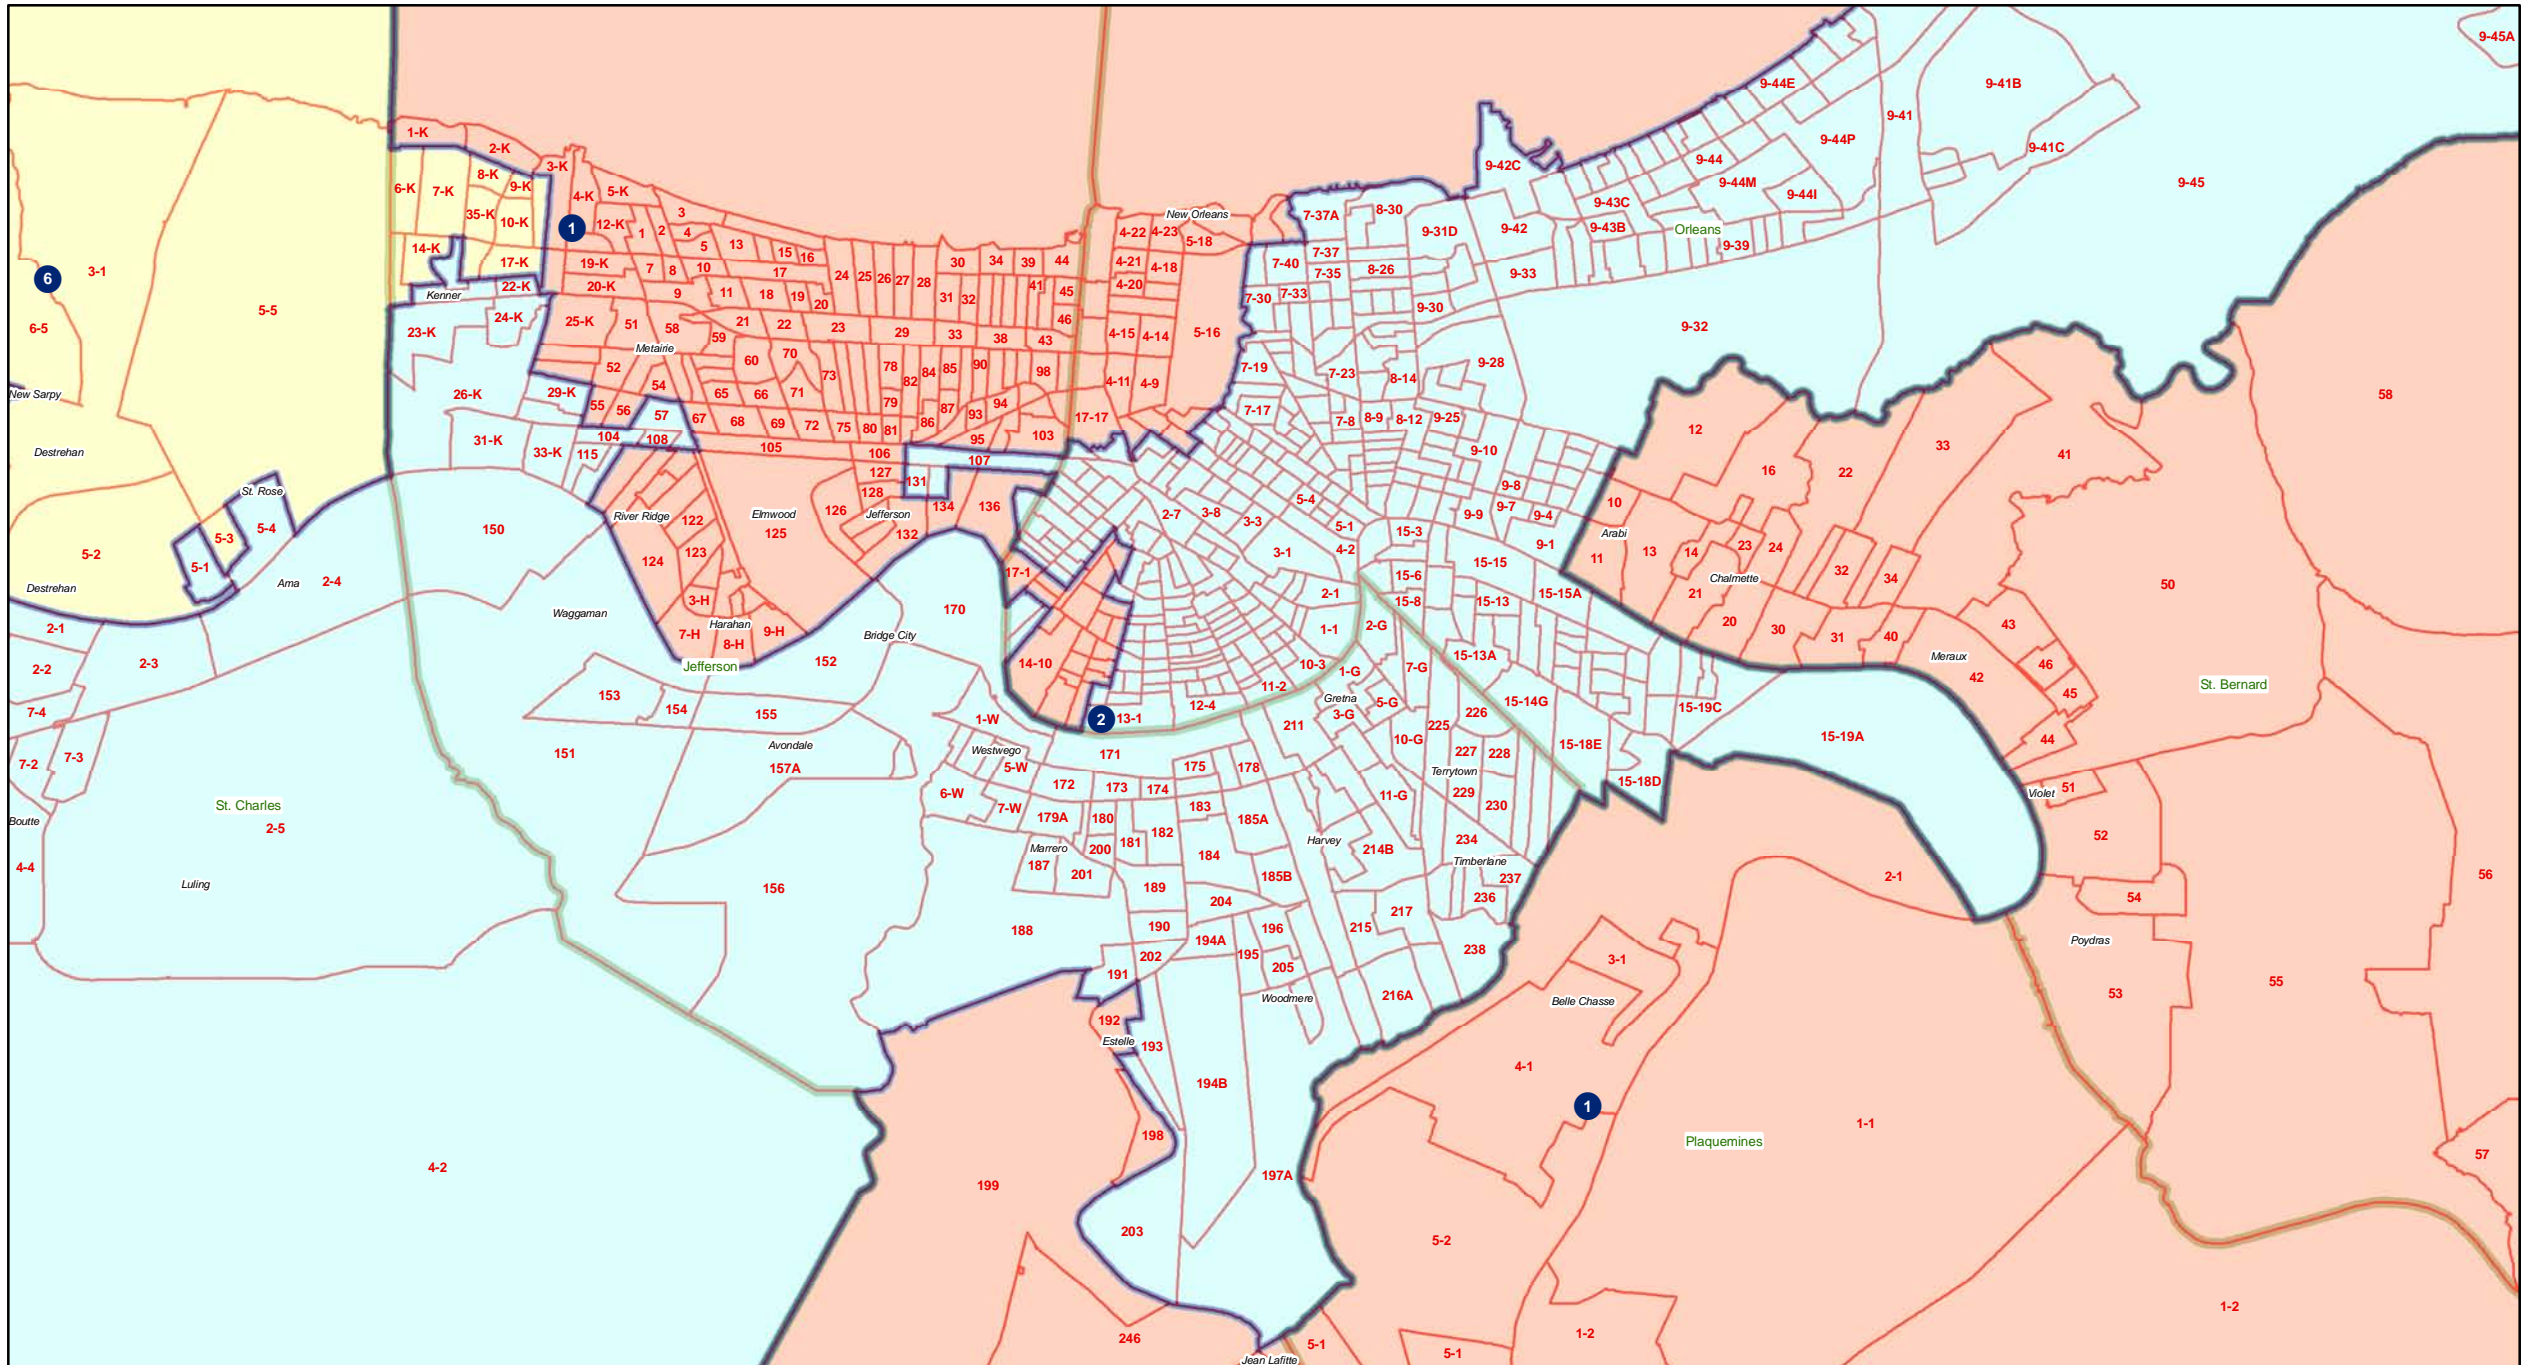 9-45A
9-44E
9-41B
9-41
1-K
2-K
9-44P
9-41C
3-K
9-42C
9-44
8-K
9-K
6-K
7-K
9-44M
9-44I
9-45
4-K
5-K
3
New Orleans
7-37A
8-30
9-43C
35-K
10-K
12-K
1
2
4
4-22
4-23
5-18
9-31D
9-42
9-43B
Orleans
1
14-K
5
13
15
16
7-37
9-39
17-K
19-K
7
8
10
17
30
34
39
44
4-21
4-18
7-40
7-35
8-26
9-33
6
3-1
24
25
26
27
28
Kenner
22-K
20-K
9
11
18
19
20
31
32
41
45
4-20
7-30
7-33
9-30
5-5
6-5
23-K
24-K
25-K
51
58
21
22
23
29
33
38
43
46
4-15
4-14
5-16
9-32
Metairie
59
60
70
52
54
73
78
82
84
85
90
98
4-11
4-9
7-19
7-23
8-14
9-28
58
New Sarpy
26-K
29-K
55
56
57
65
66
71
79
86
87
93
94
17-17
7-17
7-8
8-9
8-12
9-25
67
68
69
72
75
80
81
95
103
12
33
Destrehan
31-K
33-K
104
108
115
105
106
107
9-10
16
22
41
127
131
St. Rose
5-4
128
9-8
5-4
150
River Ridge
122
Elmwood
125
126
Jefferson
134
136
132
2-7
3-8
3-3
5-1
9-9
9-7
9-4
10
5-3
5-2
15-3
Arabi
5-1
124
123
17-1
3-1
4-2
9-1
11
13
14
23
24
32
34
Ama
2-4
Destrehan
15-15
15-6
Chalmette
50
Waggaman
3-H
170
2-1
15-8
15-13
15-15A
21
2-1
7-H
Harahan
8-H
9-H
Bridge City
1-1
2-G
20
30
31
40
43
2-2
2-3
Jefferson
152
14-10
10-3
1-G
7-G
15-13A
Meraux
42
46
45
St. Bernard
153
154
155
11-2
Gretna
5-G
15-14G
15-19C
7-4
1-W
2
13-1
12-4
211
3-G
225
226
44
7-2
7-3
151
Avondale
157A
Westwego
5-W
171
175
178
10-G
227
228
15-18E
15-19A
Terrytown
15-18D
Violet
51
6-W
7-W
172
173
174
11-G
229
230
St. Charles
2-5
179A
180
183
185A
Boutte
181
182
Harvey
214B
234
52
Marrero
187
200
184
Timberlane
4-4
Luling
156
201
189
185B
237
236
2-1
56
54
204
188
190
196
215
217
194A
195
202
191
205
238
3-1
Poydras
53
55
Woodmere
216A
Belle Chasse
192
Estelle
193
4-1
194B
1
1-1
198
Plaquemines
4-2
199
197A
57
203
5-2
1-2
246
5-1
1-2
5-1
Jean Lafitte